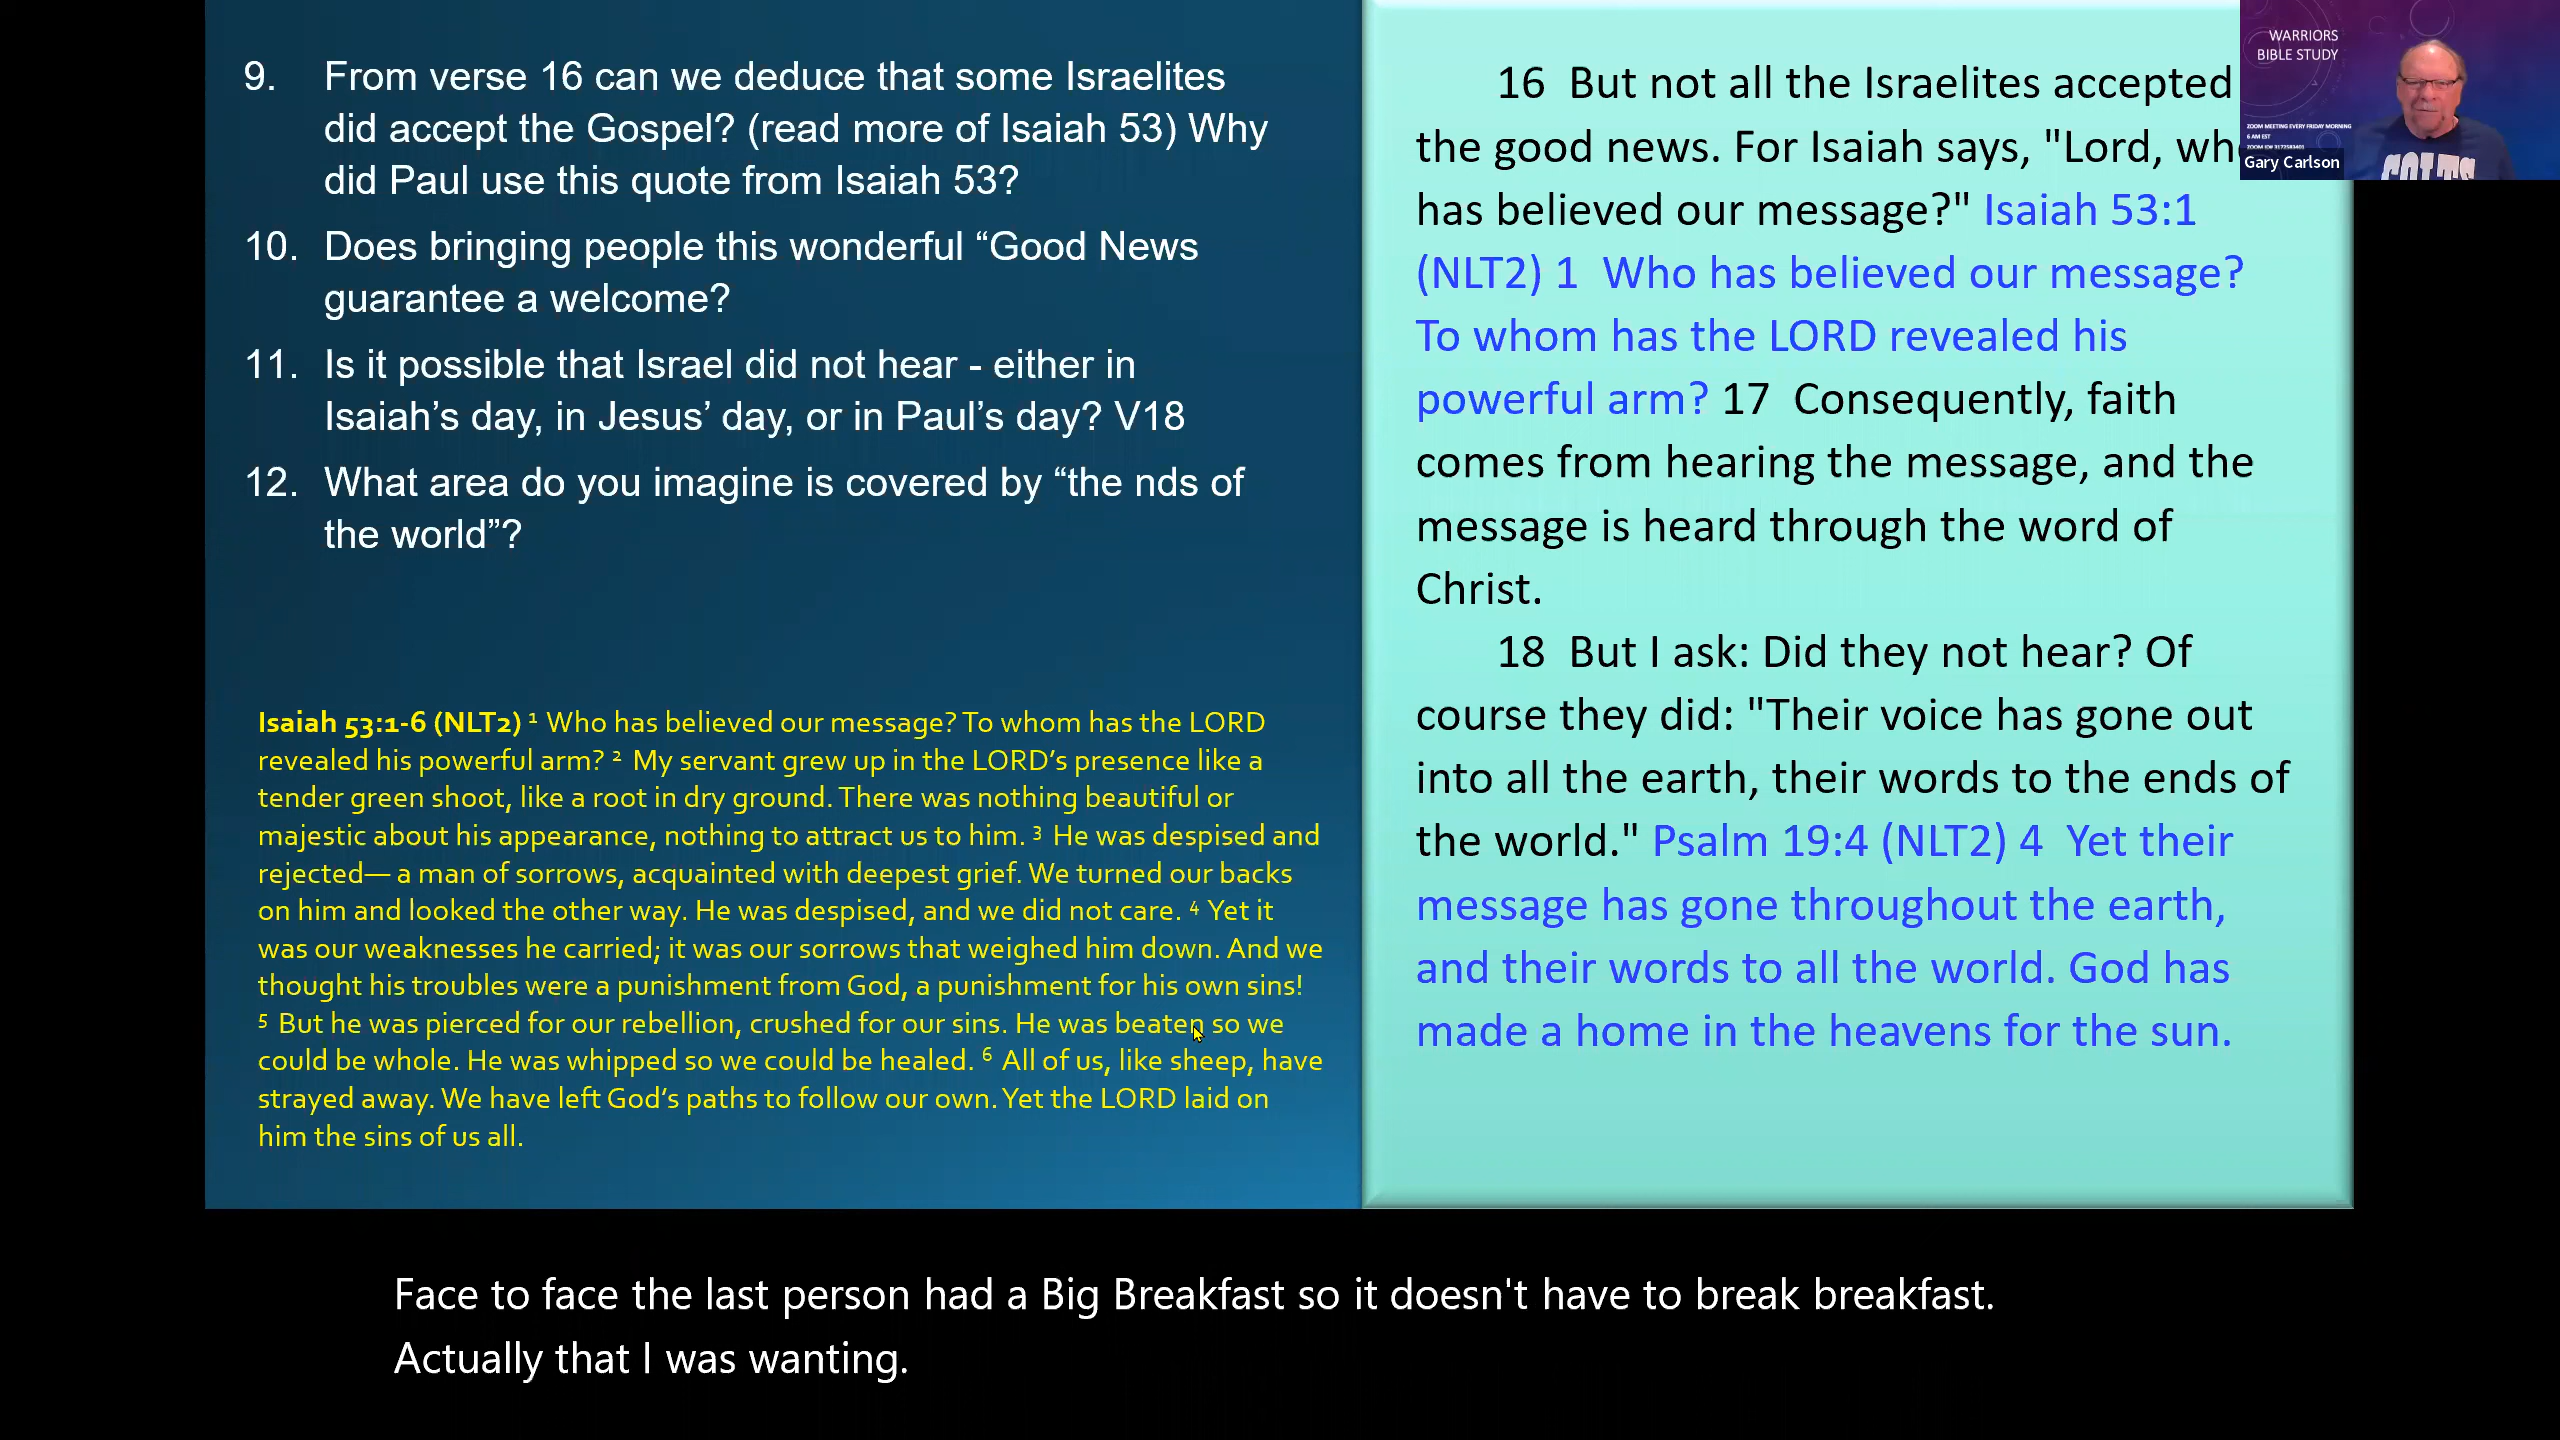 9. From verse 16 can we deduce that some Israelites
did accept the Gospel? (read more of Isaiah 53) Why
did Paul use this quote from Isaiah 53?
10. Does bringing people this wonderful “Good News
guarantee a welcome?
11. Is it possible that Israel did not hear - either in
Isaiah’s day, in Jesus’ day, or in Paul’s day? V18
12. What area do you imagine is covered by “the nds of
the world”?
Isaiah 53:1-6 (NLT2) 1 Who has believed our message? To whom has the LORD
revealed his powerful arm? 2 My servant grew up in the LORD’s presence like a
tender green shoot, like a root in dry ground. There was nothing beautiful or
majestic about his appearance, nothing to attract us to him. 3 He was despised and
rejected— a man of sorrows, acquainted with deepest grief. We turned our backs
on him and looked the other way. He was despised, and we did not care. 4 Yet it
was our weaknesses he carried; it was our sorrows that weighed him down. And we
thought his troubles were a punishment from God, a punishment for his own sins!
5 But he was pierced for our rebellion, crushed for our sins. He was beaten so we
could be whole. He was whipped so we could be healed. 6 All of us, like sheep, have
strayed away. We have left God’s paths to follow our own. Yet the LORD laid on
him the sins of us all.
16 But not all the Israelites accepted
the good news. For Isaiah says, "Lord, who
has believed our message?" Isaiah 53:1
(NLT2) 1 Who has believed our message?
To whom has the LORD revealed his
powerful arm? 17 Consequently, faith
comes from hearing the message, and the
message is heard through the word of
Christ.
18 But I ask: Did they not hear? Of
course they did: "Their voice has gone out
into all the earth, their words to the ends of
the world." Psalm 19:4 (NLT2) 4 Yet their
message has gone throughout the earth,
and their words to all the world. God has
made a home in the heavens for the sun.
WARRIORS
BIBLE STUDY
ZOOM MEETING EVERY FRIDAY MORNING
6 AM EST
Gary Carlson
COLTS
Face to face the last person had a Big Breakfast so it doesn't have to break breakfast.
Actually that I was wanting.